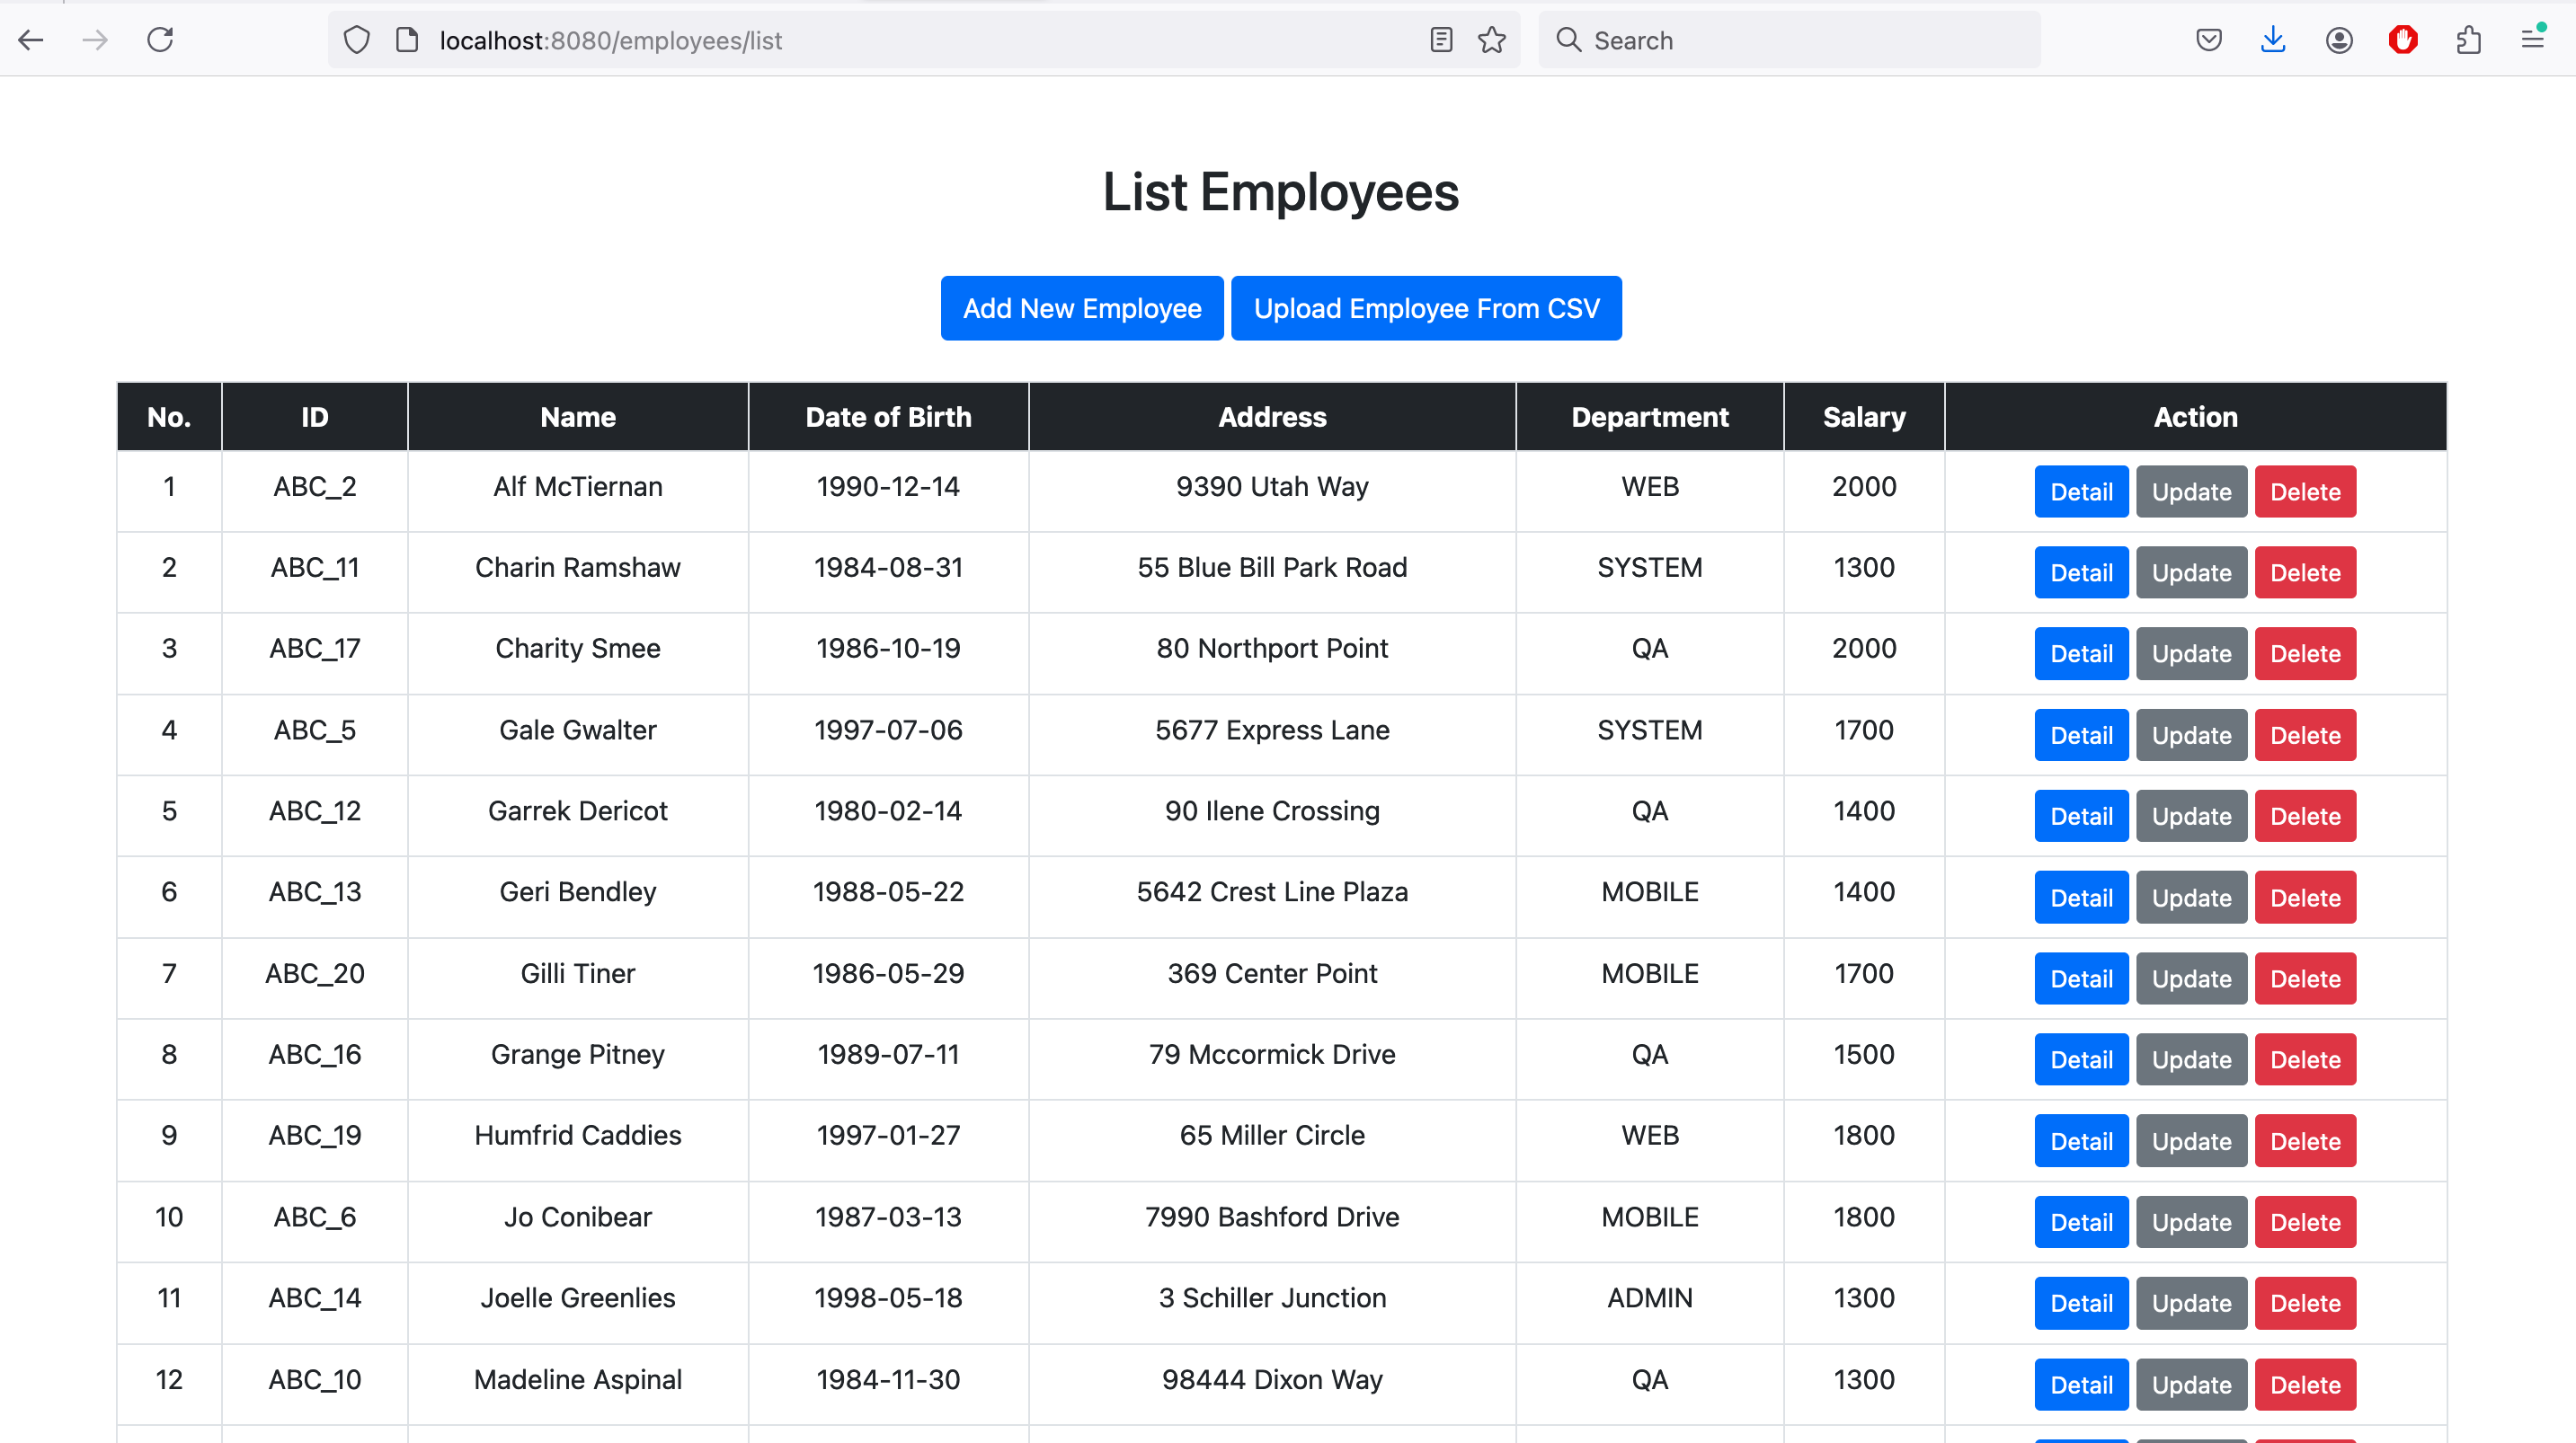 localhost:8080/employees/list Search
List Employees
Add New Employee Upload Employee From CSV
No. ID Name Date of Birth Address Department Salary Action
1 ABC_2 Alf McTiernan 1990-12-14 9390 Utah Way WEB 2000 Detail Update Delete
2 ABC_11 Charin Ramshaw 1984-08-31 55 Blue Bill Park Road SYSTEM 1300 Detail Update Delete
3 ABC_17 Charity Smee 1986-10-19 80 Northport Point QA 2000 Detail Update Delete
4 ABC_5 Gale Gwalter 1997-07-06 5677 Express Lane SYSTEM 1700 Detail Update Delete
5 ABC_12 Garrek Dericot 1980-02-14 90 Ilene Crossing QA 1400 Detail Update Delete
6 ABC_13 Geri Bendley 1988-05-22 5642 Crest Line Plaza MOBILE 1400 Detail Update Delete
7 ABC_20 Gilli Tiner 1986-05-29 369 Center Point MOBILE 1700 Detail Update Delete
8 ABC_16 Grange Pitney 1989-07-11 79 Mccormick Drive QA 1500 Detail Update Delete
9 ABC_19 Humfrid Caddies 1997-01-27 65 Miller Circle WEB 1800 Detail Update Delete
10 ABC_6 Jo Conibear 1987-03-13 7990 Bashford Drive MOBILE 1800 Detail Update Delete
11 ABC_14 Joelle Greenlies 1998-05-18 3 Schiller Junction ADMIN 1300 Detail Update Delete
12 ABC_10 Madeline Aspinal 1984-11-30 98444 Dixon Way QA 1300 Detail Update Delete